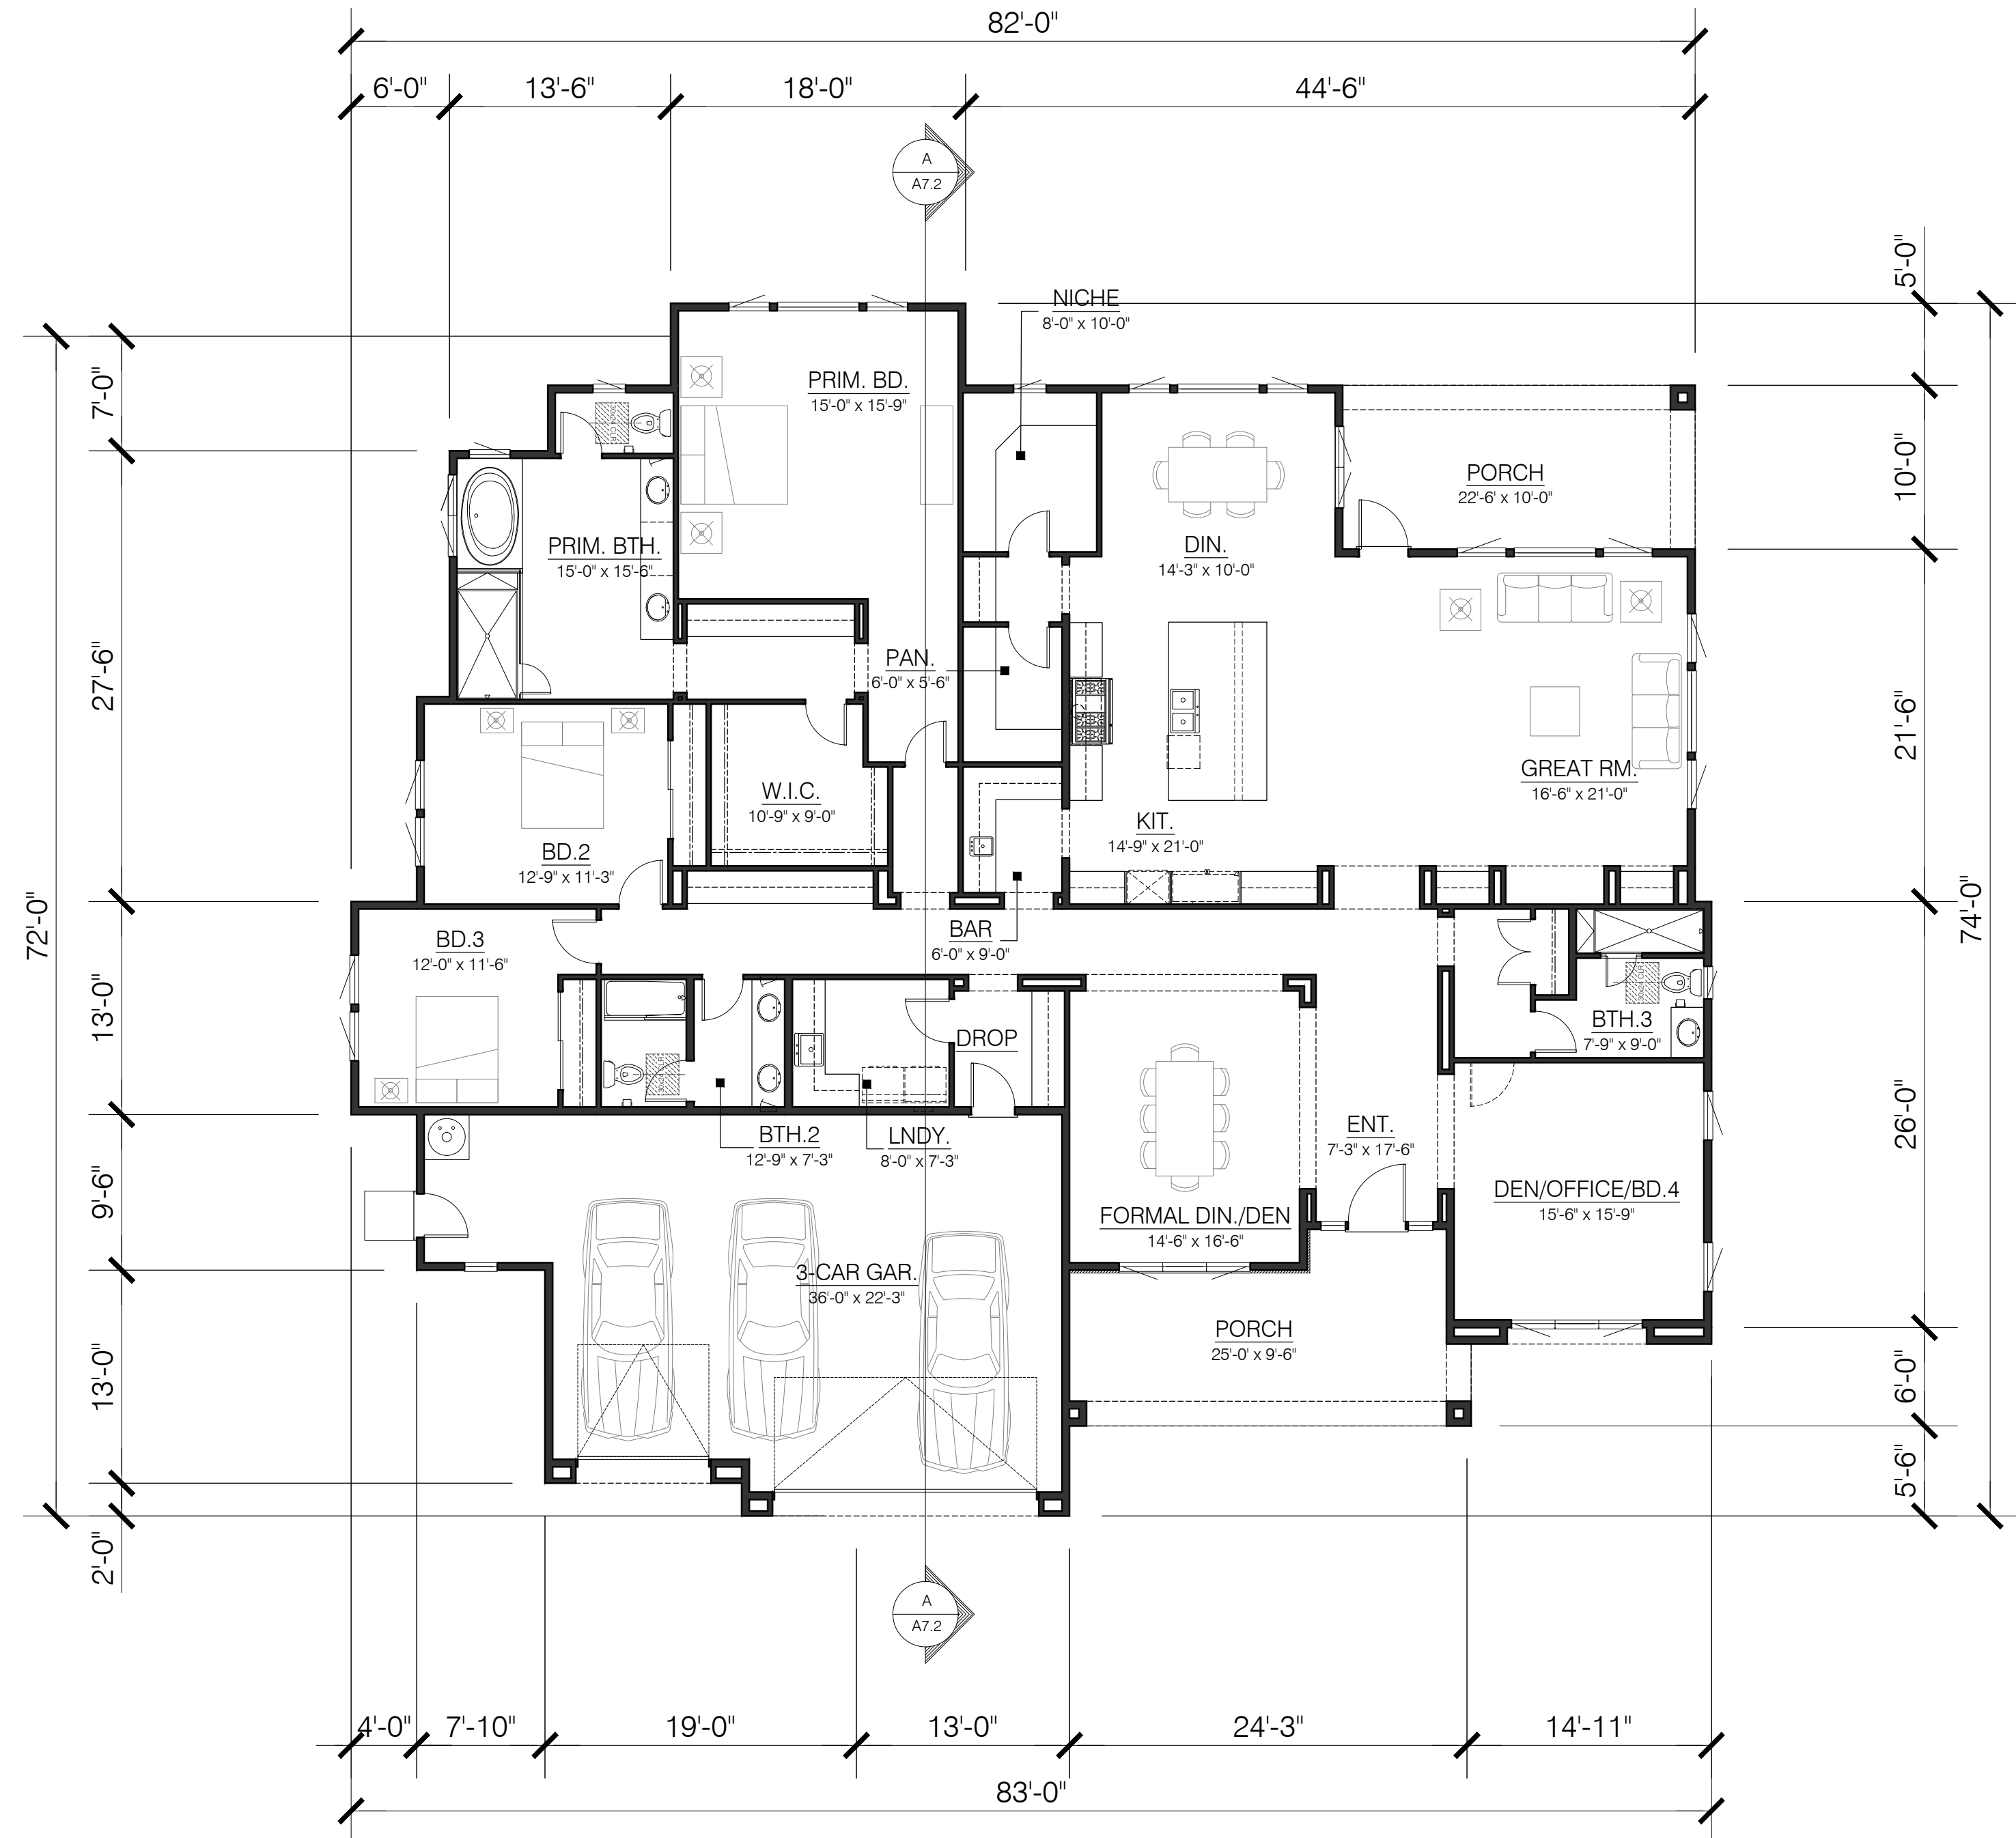 82'-0"
6'-0"
13'-6"
18'-0"
44'-6"
A
A7.2
5'-0"
NICHE
8'-0" x 10'-0"
7'-0"
PRIM. BD.
15'-0" x 15'-9"
10'-0"
PORCH
22'-6' x 10'-0"
PRIM. BTH.
15'-0" x 15'-6"
DIN.
14'-3" x 10'-0"
27'-6"
PAN.
6'-0" x 5'-6"
21'-6"
GREAT RM.
16'-6" x 21'-0"
W.I.C.
10'-9" x 9'-0"
KIT.
14'-9" x 21'-0"
BD.2
12'-9" x 11'-3"
72'-0"
74'-0"
BD.3
12'-0" x 11'-6"
BAR
6'-0" x 9'-0"
13'-0"
DROP
BTH.3
7'-9" x 9'-0"
26'-0"
BTH.2
12'-9" x 7'-3"
LNDY.
8'-0" x 7'-3"
ENT.
7'-3" x 17'-6"
9'-6"
DEN/OFFICE/BD.4
15'-6" x 15'-9"
FORMAL DIN./DEN
14'-6" x 16'-6"
3-CAR GAR.
36'-0" x 22'-3"
PORCH
25'-0' x 9'-6"
13'-0"
6'-0"
5'-6"
2'-0"
A
A7.2
4'-0"
7'-10"
19'-0"
13'-0"
24'-3"
14'-11"
83'-0"